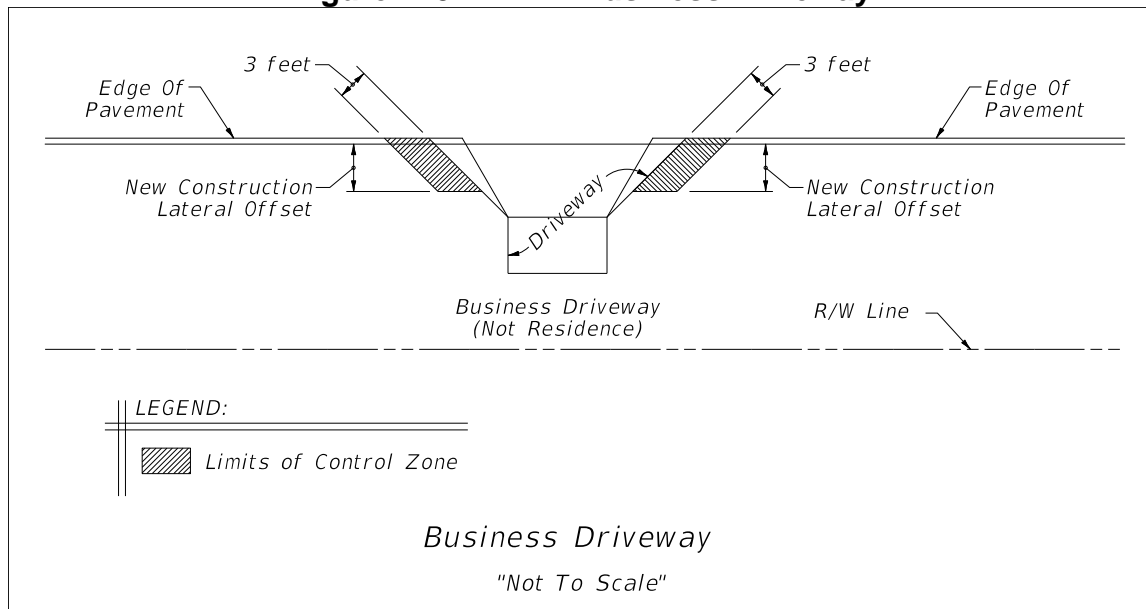 3 feet
3 feet
Edge Of
Pavement
Edge Of
Pavement
New Construction
Lateral Offset
New Construction
Lateral Offset
Driveway
Business Driveway
(Not Residence)
R/W Line
LEGEND:
Limits of Control Zone
Business Driveway
"Not To Scale"